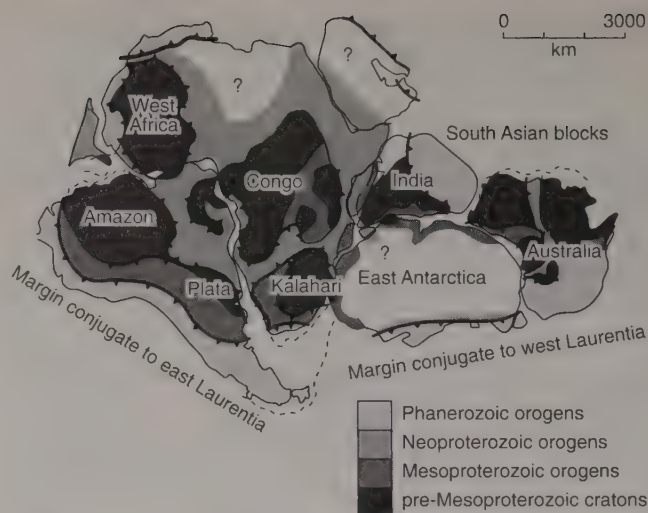 0 3000
km
?
?
West
Africa
South Asian blocks
Congo
India
Amazon
Australia
?
East Antarctica
Plata
Kalahari
Margin conjugate to east Laurentia
Margin conjugate to west Laurentia
Phanerozoic orogens
Neoproterozoic orogens
Mesoproterozoic orogens
pre-Mesoproterozoic cratons